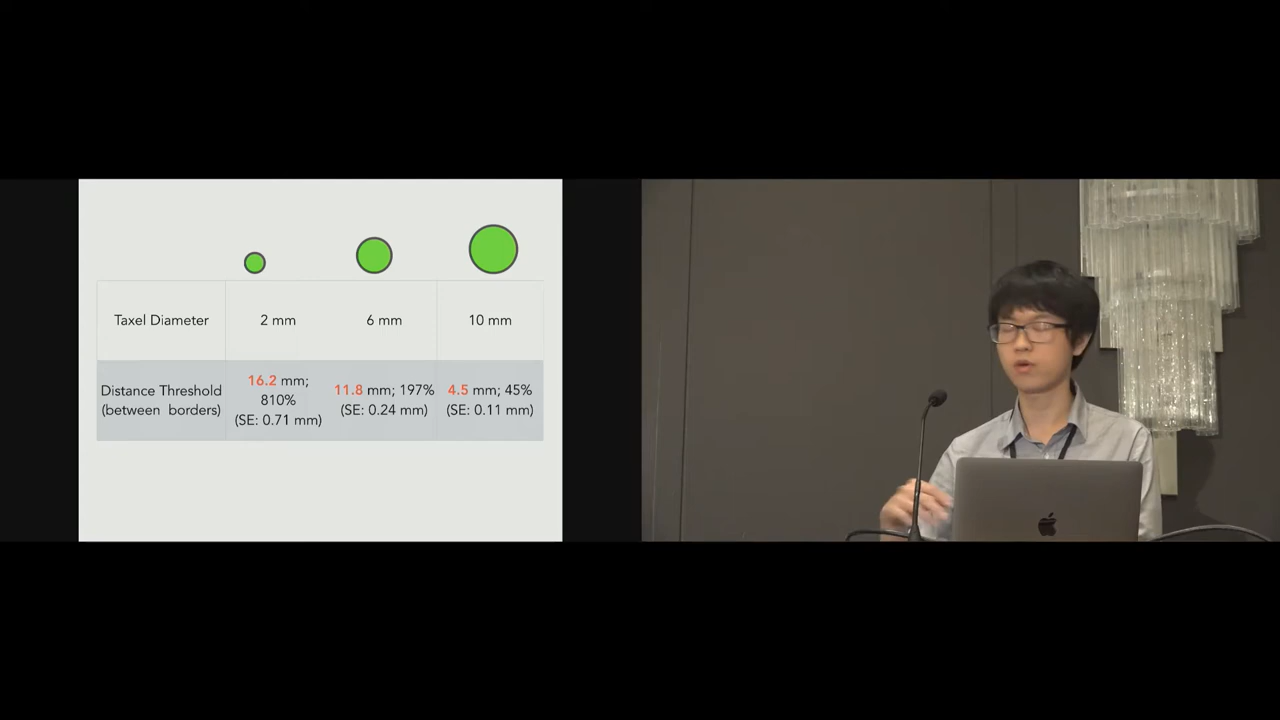 Taxel Diameter
2 mm
6 mm
10 mm
Distance Threshold
(between borders)
16.2 mm;
810%
(SE: 0.71 mm)
11.8 mm; 197%
(SE: 0.24 mm)
4.5 mm; 45%
(SE: 0.11 mm)